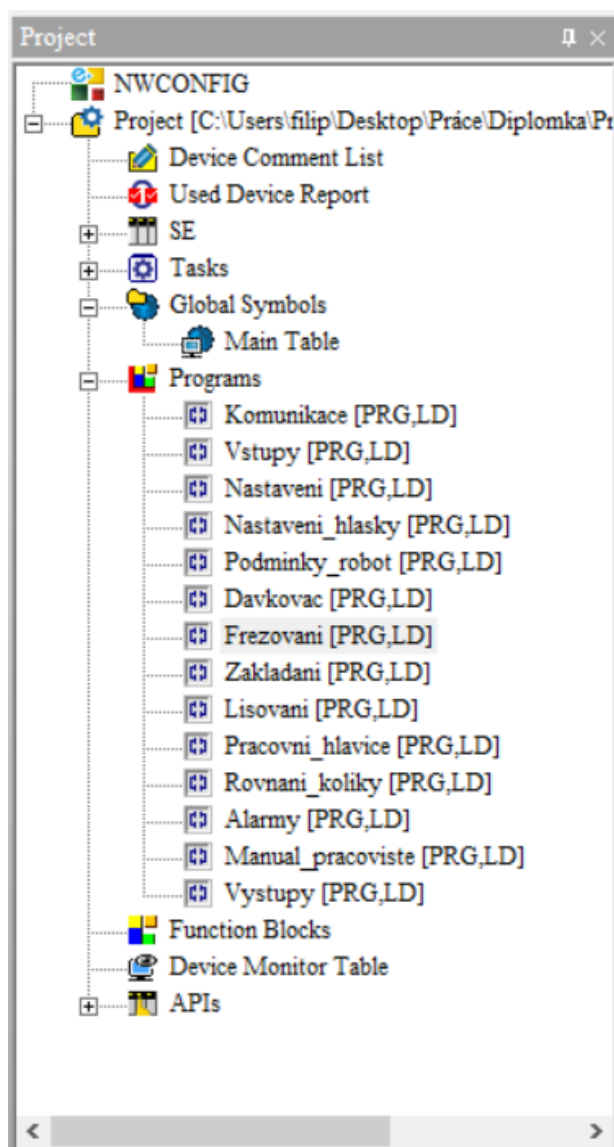 Project
NWCONFIG
Project [C:\Users\filip\Desktop\Práce\Diplomka\Pr
Device Comment List
Used Device Report
SE
Tasks
Global Symbols
Main Table
Programs
Komunikace [PRG,LD]
Vstupy [PRG,LD]
Nastaveni [PRG,LD]
Nastaveni_hlasky [PRG,LD]
Podminky_robot [PRG,LD]
Davkovac [PRG,LD]
Frezovani [PRG,LD]
Zakladani [PRG,LD]
Lisovani [PRG,LD]
Pracovni_hlavice [PRG,LD]
Rovnani_koliky [PRG,LD]
Alarmy [PRG,LD]
Manual_pracoviste [PRG,LD]
Vystupy [PRG,LD]
Function Blocks
Device Monitor Table
APIs